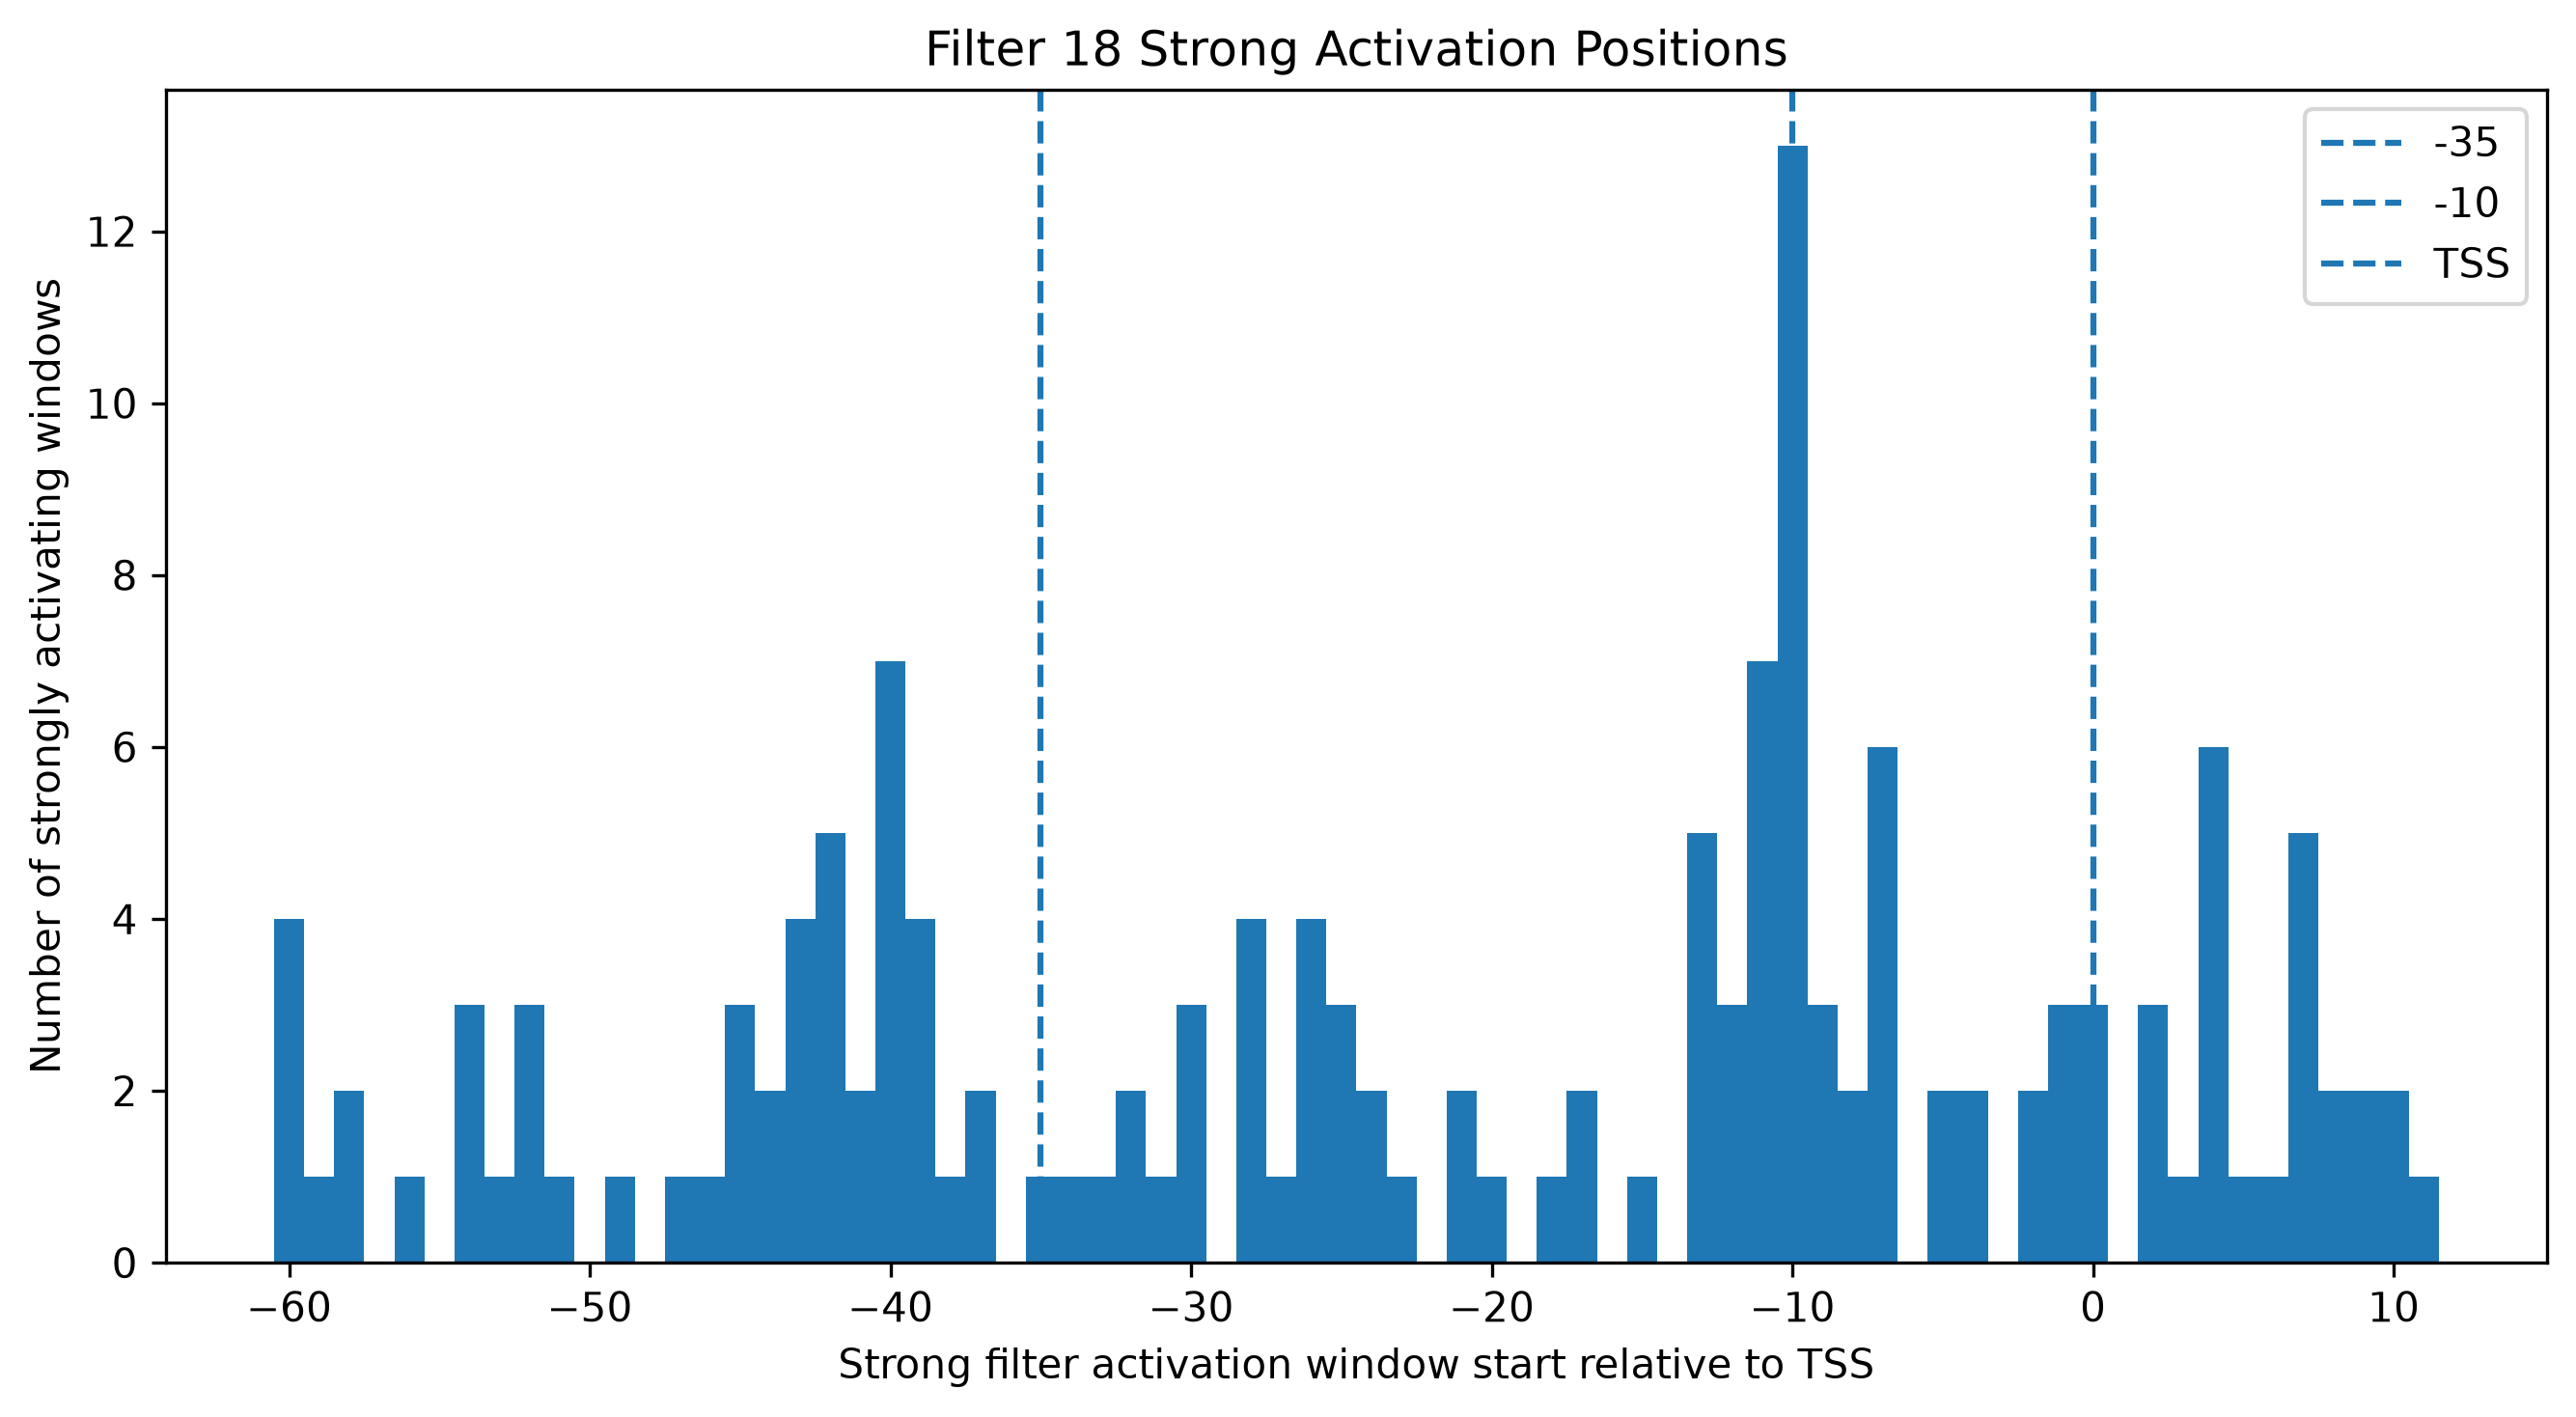 Filter 18 Strong Activation Positions
-35
-10
TSS
Number of strongly activating windows
12
10
8
6
4
2
0
−60 −50 −40 −30 −20 −10 0 10
Strong filter activation window start relative to TSS